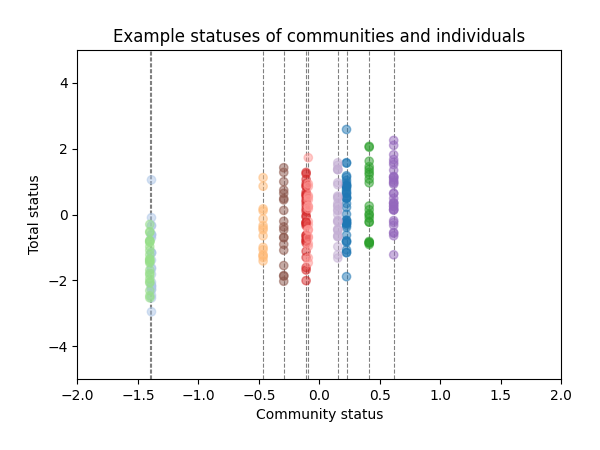 Example statuses of communities and individuals
4
2
0
−2
−4
Total status
−2.0 −1.5 −1.0 −0.5 0.0 0.5 1.0 1.5 2.0
Community status